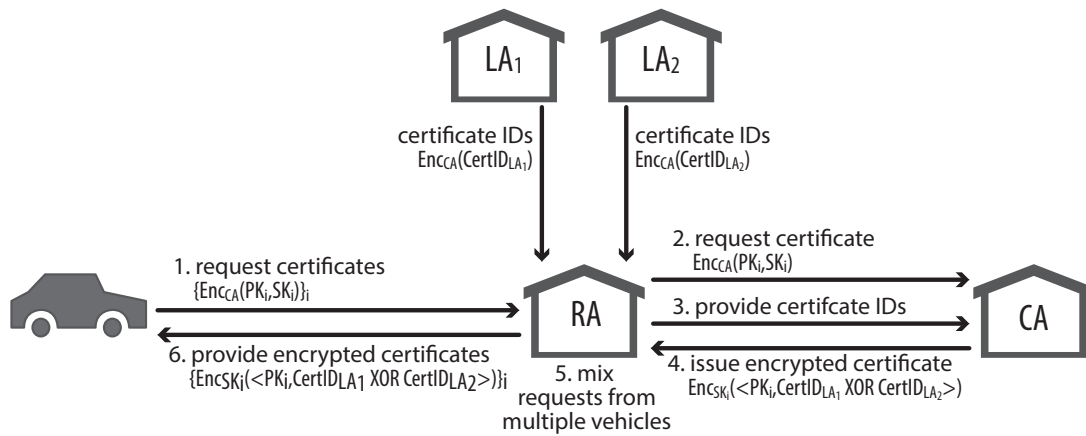 LA1
LA2
certificate IDs
EncCA(CertIDLA1)
certificate IDs
EncCA(CertIDLA2)
1. request certificates
{EncCA(PKi,SKi)}i
2. request certificate
EncCA(PKi,SKi)
RA
3. provide certifcate IDs
CA
6. provide encrypted certificates
{EncSKi(<PKi,CertIDLA1 XOR CertIDLA2>)}i
4. issue encrypted certificate
EncSKi(<PKi,CertIDLA1 XOR CertIDLA2>)
5. mix
requests from
multiple vehicles